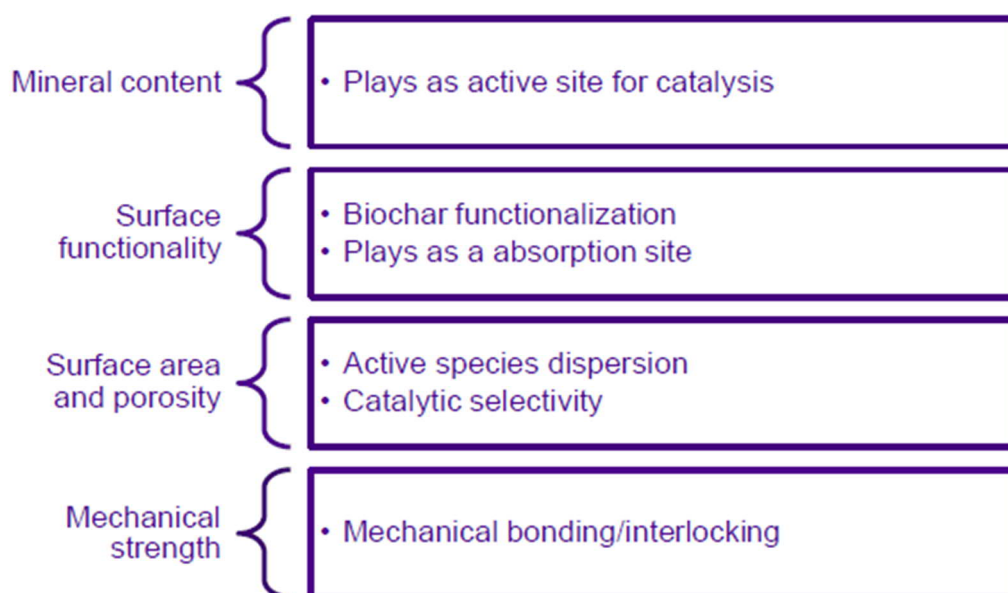 Mineral content
• Plays as active site for catalysis
Surface
functionality
• Biochar functionalization
• Plays as a absorption site
Surface area
and porosity
• Active species dispersion
• Catalytic selectivity
Mechanical
strength
• Mechanical bonding/interlocking